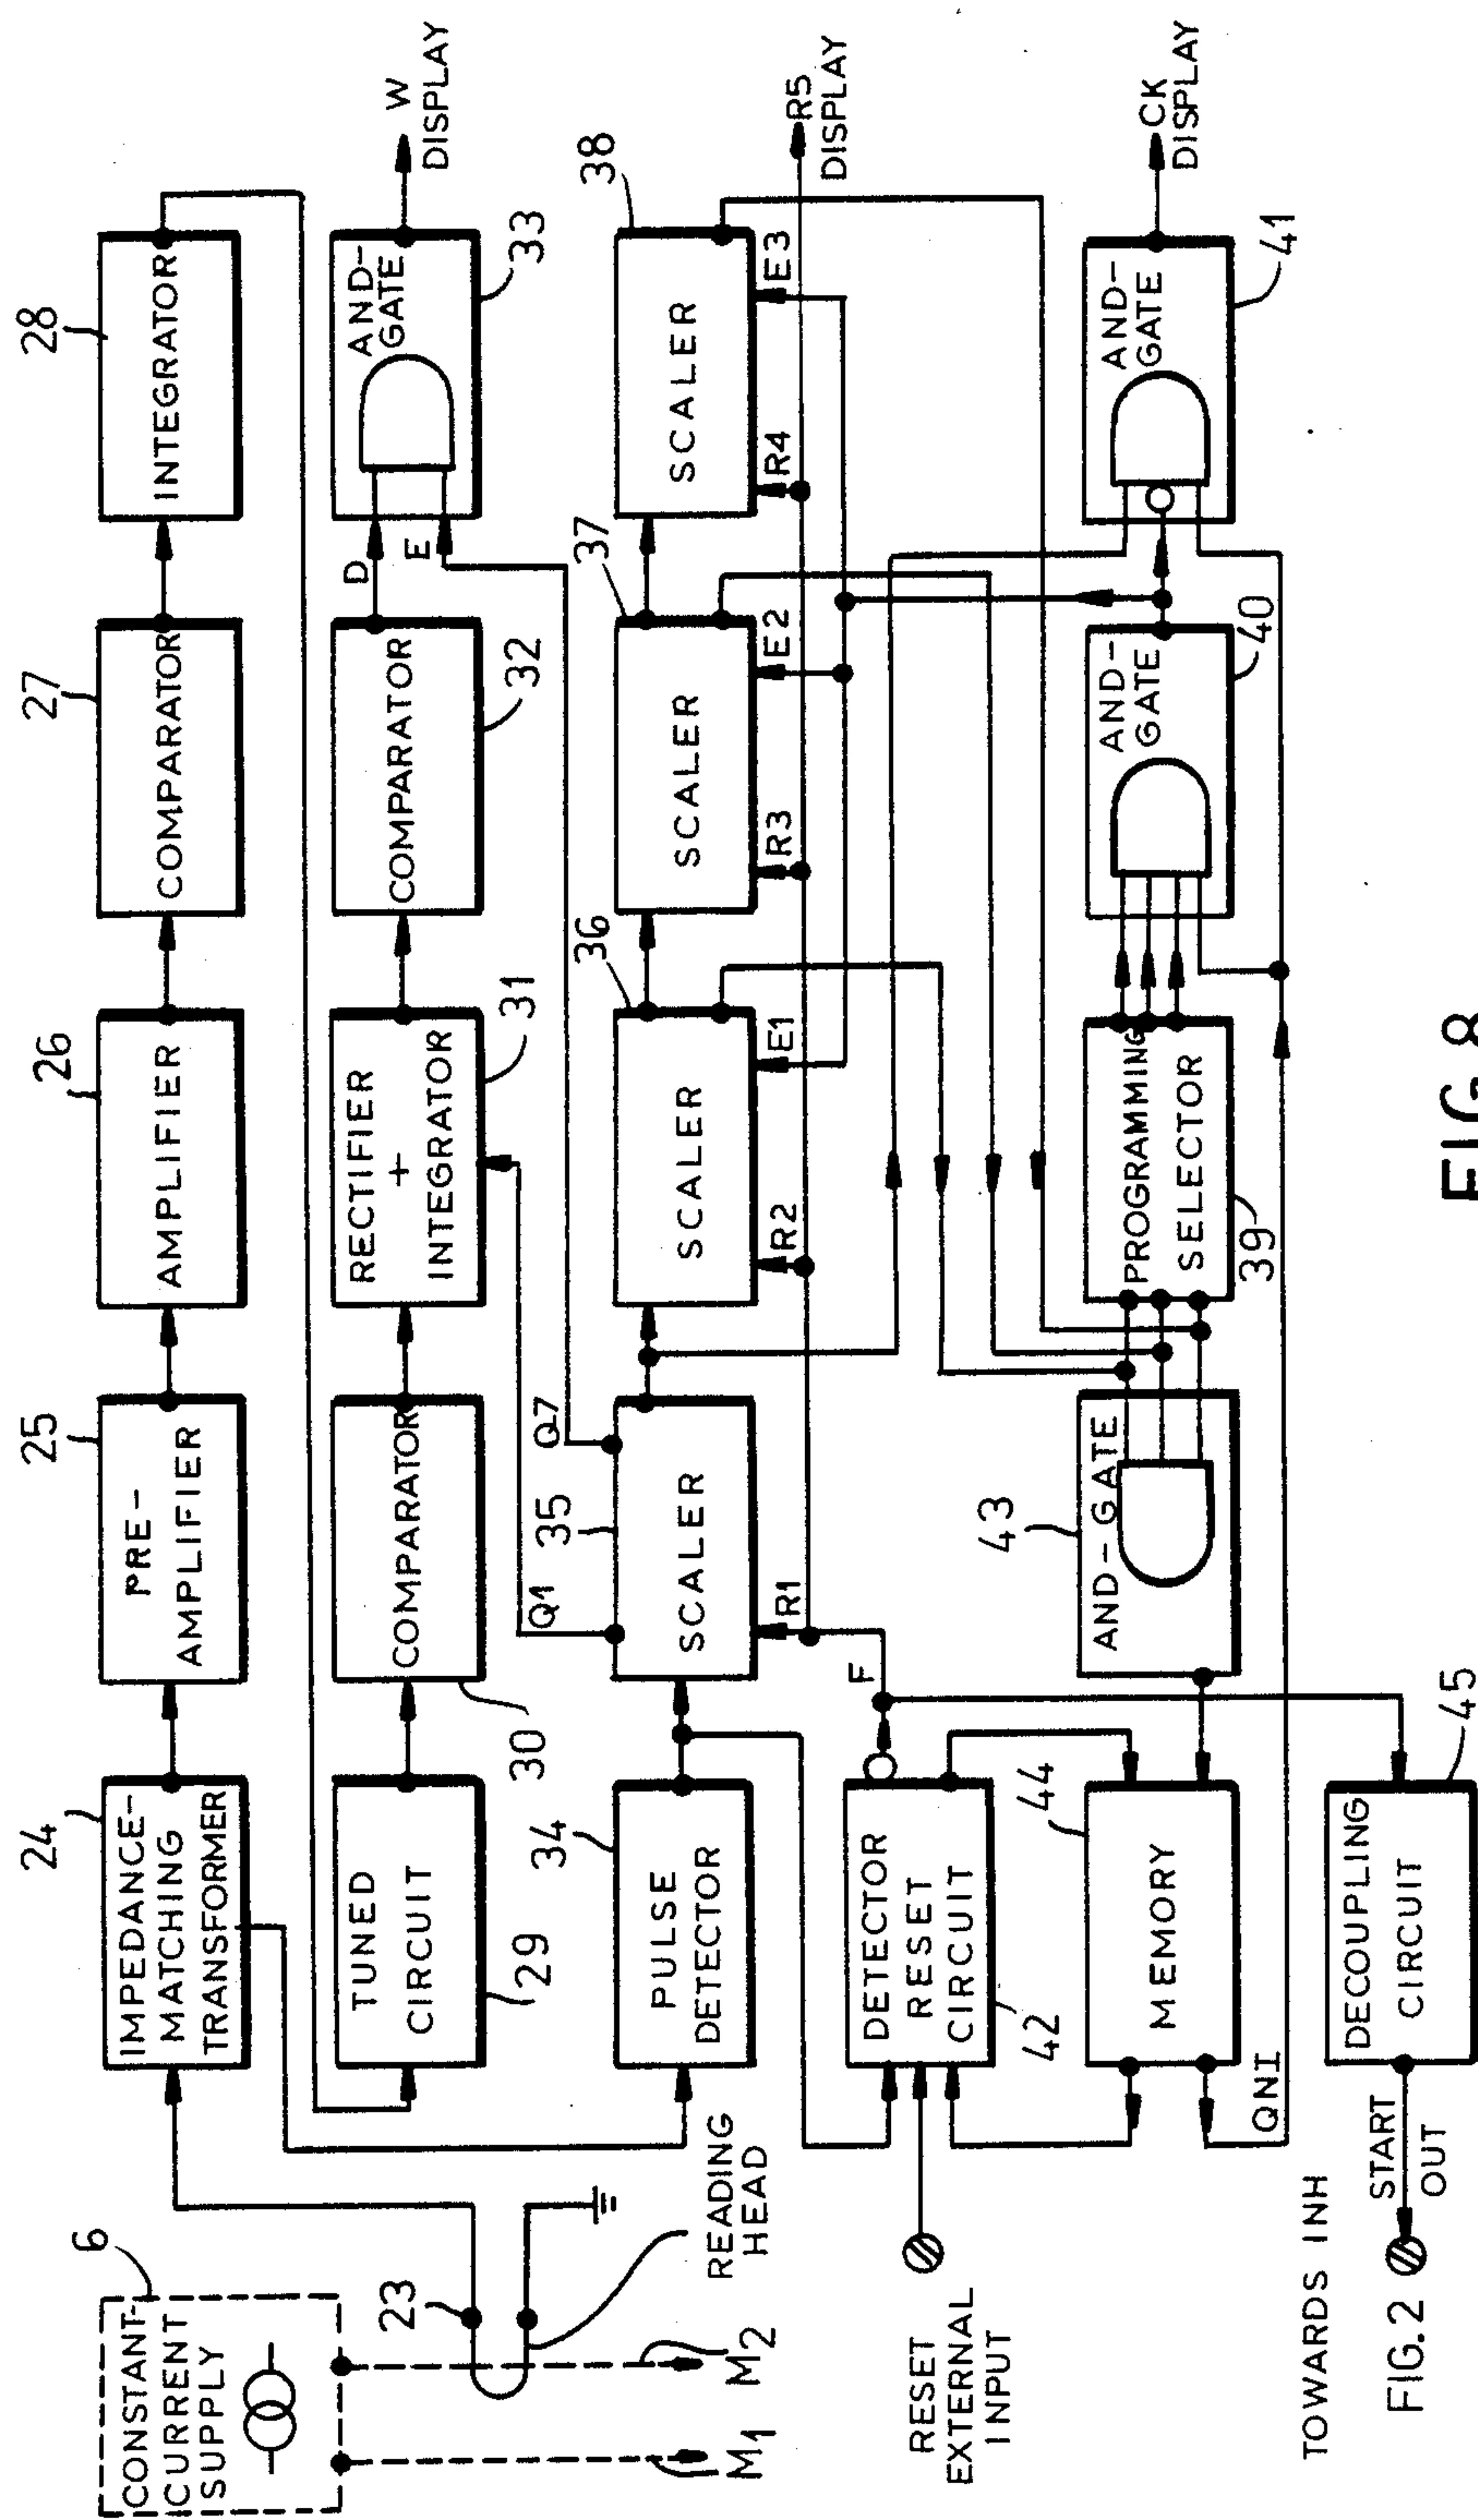 6
CONSTANT-
CURRENT
SUPPLY
M1
M2
23
READING
HEAD
24
IMPEDANCE-
MATCHING
TRANSFORMER
25
PRE-
AMPLIFIER
26
AMPLIFIER
27
COMPARATOR
28
INTEGRATOR
TUNED
CIRCUIT
29
COMPARATOR
30
RECTIFIER
+
INTEGRATOR
31
COMPARATOR
32
D
E
AND-
GATE
33
W
DISPLAY
34
PULSE
DETECTOR
Q1
35
Q7
SCALER
R1
36
SCALER
R2
E1
37
SCALER
R3
E2
38
SCALER
R4
E3
R5
DISPLAY
RESET
EXTERNAL
INPUT
DETECTOR
RESET
CIRCUIT
42
F
44
MEMORY
QNI
43
AND-GATE
PROGRAMMING
SELECTOR
39
AND-
GATE
40
AND-
GATE
41
CK
DISPLAY
TOWARDS INH
FIG.2
START
OUT
DECOUPLING
CIRCUIT
45
FIG.8